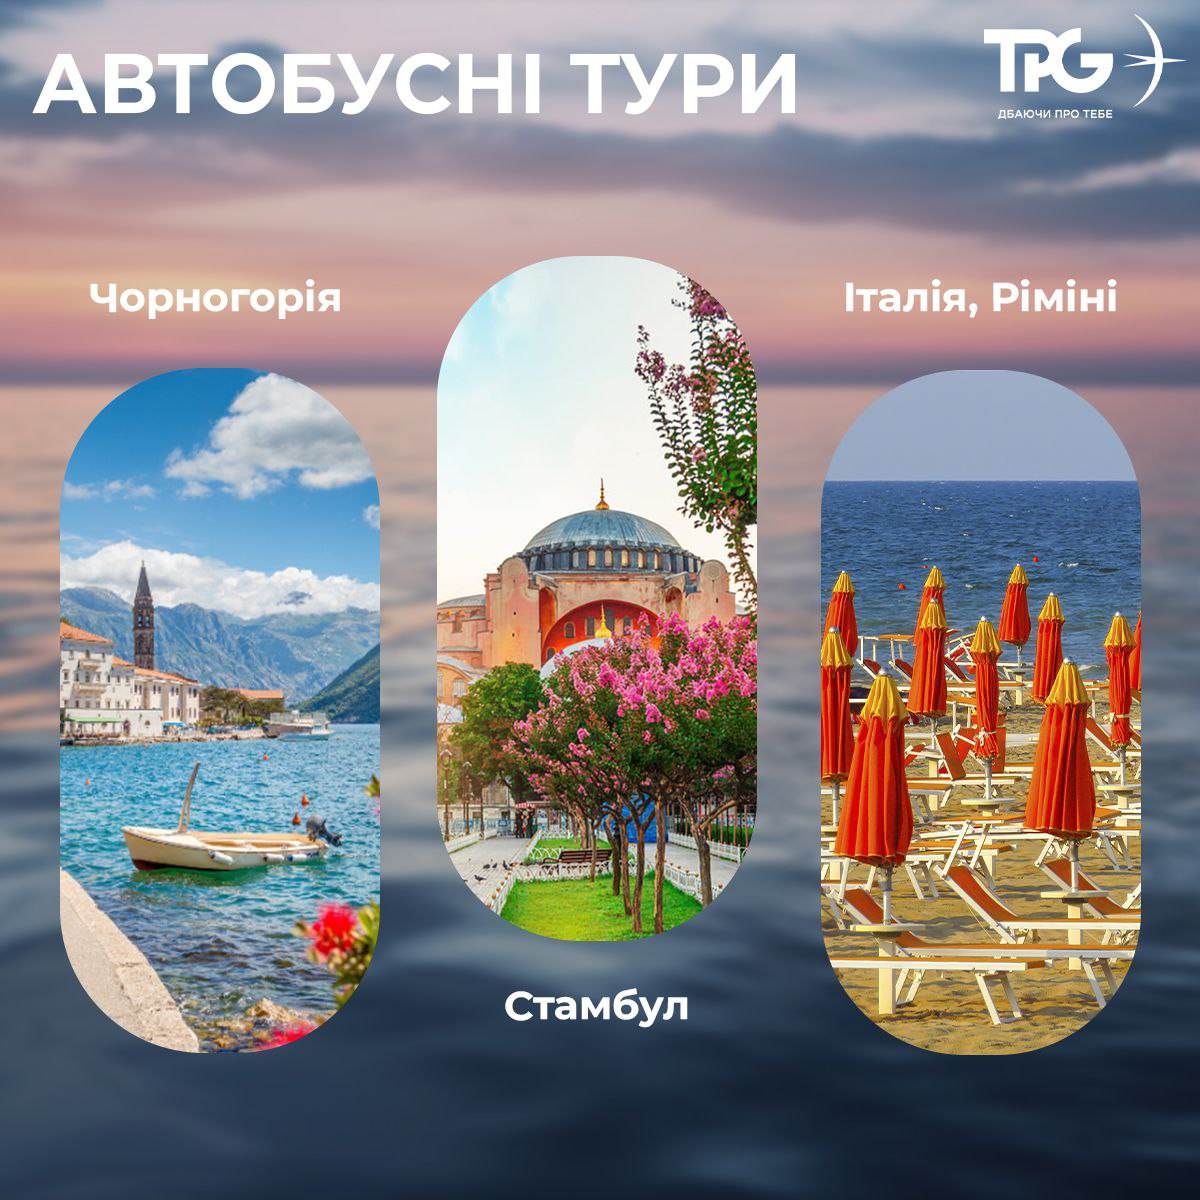 АВТОБУСНІ ТУРИ
TPG
ДБАЮЧИ ПРО ТЕБЕ
Чорногорія
Італія, Ріміні
Стамбул